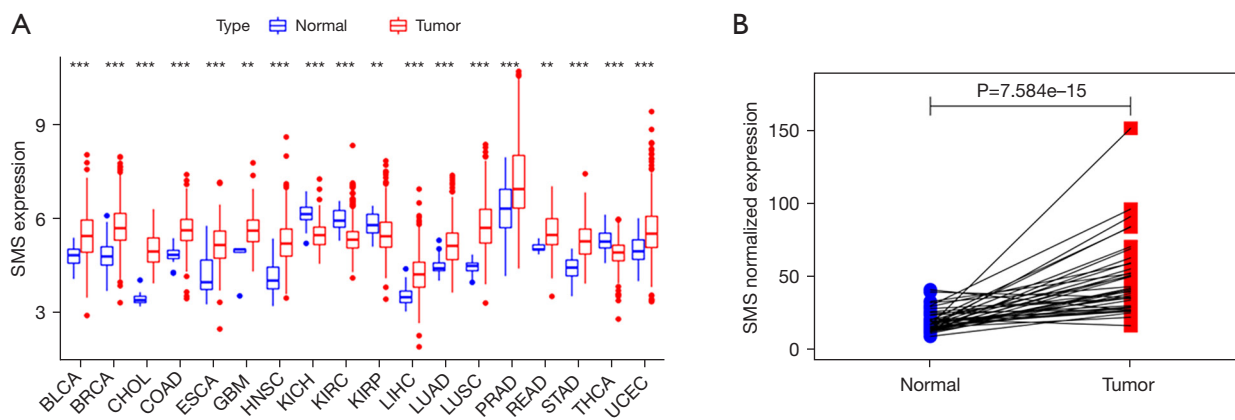 A
Type Normal Tumor
*** *** *** *** *** ** *** *** *** ** *** *** *** *** ** *** *** ***
SMS expression
9
6
3
BLCA BRCA CHOL COAD ESCA GBM HNSC KICH KIRC KIRP LIHC LUAD LUSC PRAD READ STAD THCA UCEC
B
P=7.584e–15
SMS normalized expression
150
100
50
0
Normal Tumor